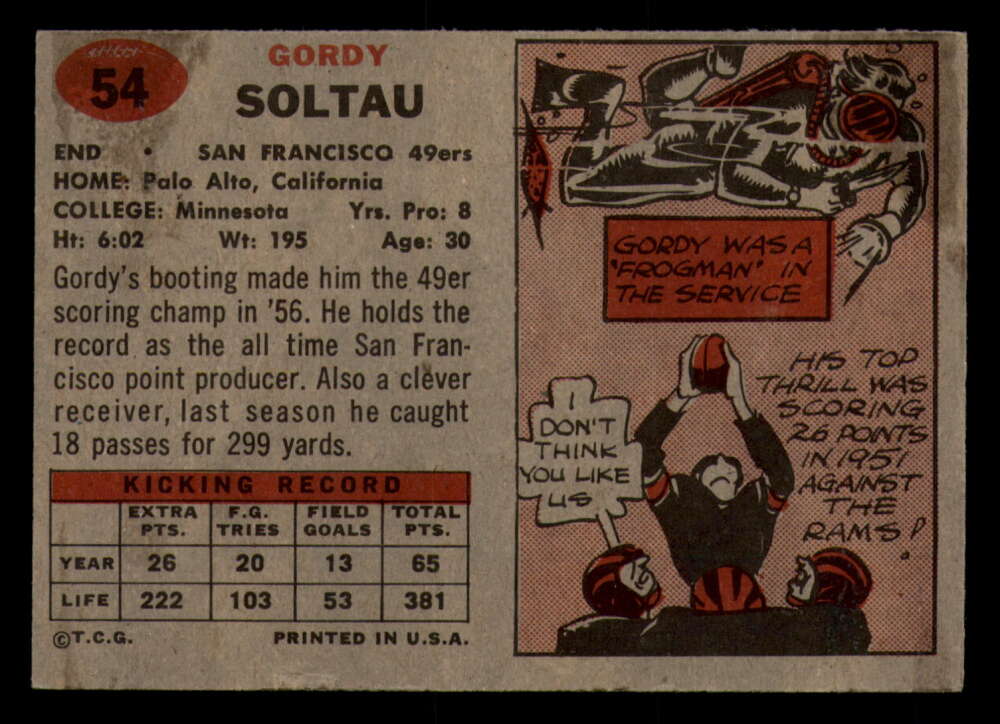 54
GORDY
SOLTAU
END • SAN FRANCISCO 49ers
HOME: Palo Alto, California
COLLEGE: Minnesota Yrs. Pro: 8
Ht: 6:02 Wt: 195 Age: 30
Gordy's booting made him the 49er
scoring champ in '56. He holds the
record as the all time San Fran-
cisco point producer. Also a clever
receiver, last season he caught
18 passes for 299 yards.
KICKING RECORD
EXTRA PTS. F.G. TRIES FIELD GOALS TOTAL PTS.
YEAR 26 20 13 65
LIFE 222 103 53 381
©T.C.G. PRINTED IN U.S.A.
GORDY WAS A
"FROGMAN" IN
THE SERVICE
HIS TOP
THRILL WAS
SCORING
26 POINTS
IN 1951
AGAINST
THE
RAMS!
I
DON'T
THINK
YOU LIKE
US